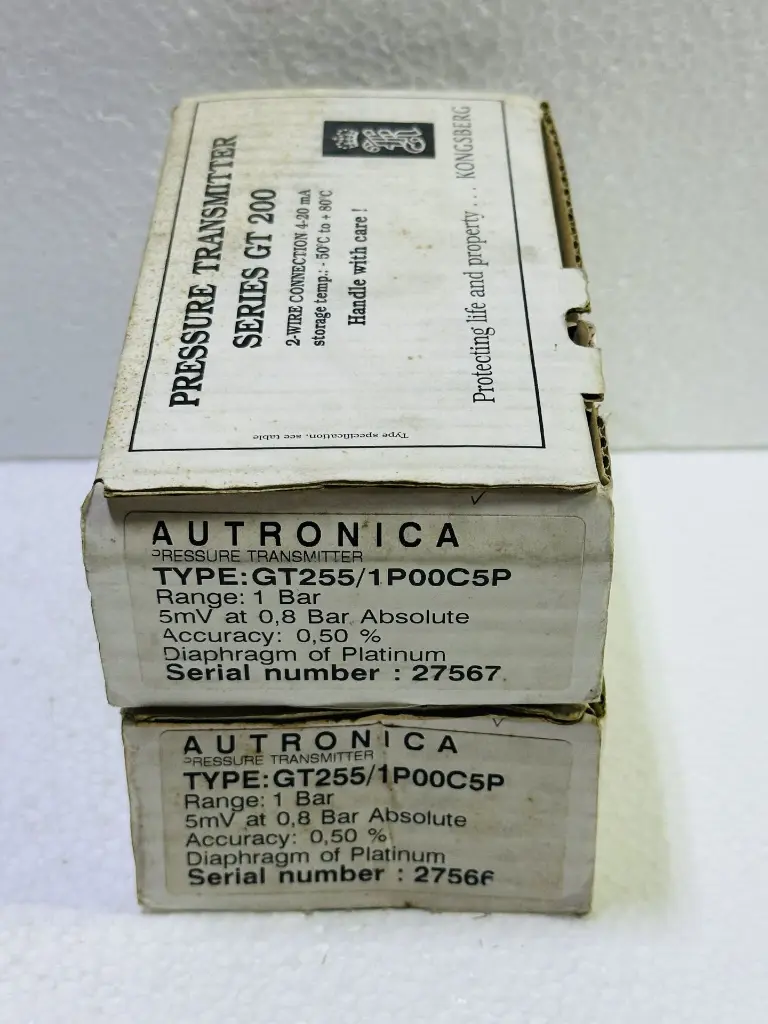 PRESSURE TRANSMITTER
SERIES GT 200
2-WIRE CONNECTION 4-20 mA
storage temp.: - 50°C to + 80°C
Handle with care !
Protecting life and property . . . KONGSBERG
Type specification, see table
AUTRONICA
PRESSURE TRANSMITTER
TYPE:GT255/1P00C5P
Range: 1 Bar
5mV at 0,8 Bar Absolute
Accuracy: 0,50 %
Diaphragm of Platinum
Serial number : 27567
AUTRONICA
PRESSURE TRANSMITTER
TYPE:GT255/1P00C5P
Range: 1 Bar
5mV at 0,8 Bar Absolute
Accuracy: 0,50 %
Diaphragm of Platinum
Serial number : 27566